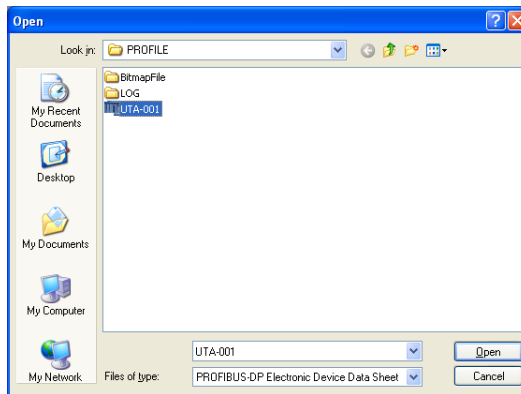 Open
Look in: PROFILE
BitmapFile
LOG
UTA-001
My Recent
Documents
Desktop
My Documents
My Computer
My Network
UTA-001
Open
Files of type: PROFIBUS-DP Electronic Device Data Sheet
Cancel